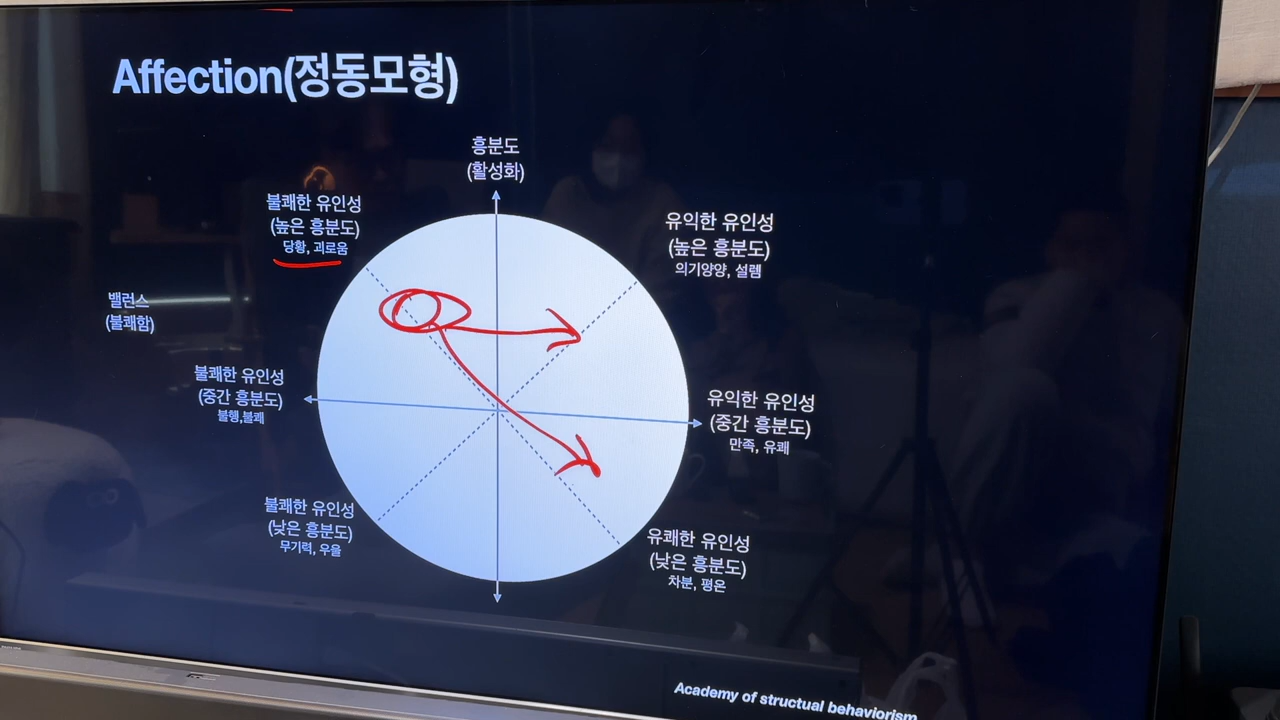 Affection(정동모형)
흥분도
(활성화)
불쾌한 유인성
(높은 흥분도)
당황, 괴로움
유익한 유인성
(높은 흥분도)
의기양양, 설렘
밸런스
(불쾌함)
불쾌한 유인성
(중간 흥분도)
불행,불쾌
유익한 유인성
(중간 흥분도)
만족, 유쾌
불쾌한 유인성
(낮은 흥분도)
무기력, 우울
유쾌한 유인성
(낮은 흥분도)
차분, 평온
Academy of structual behaviorism